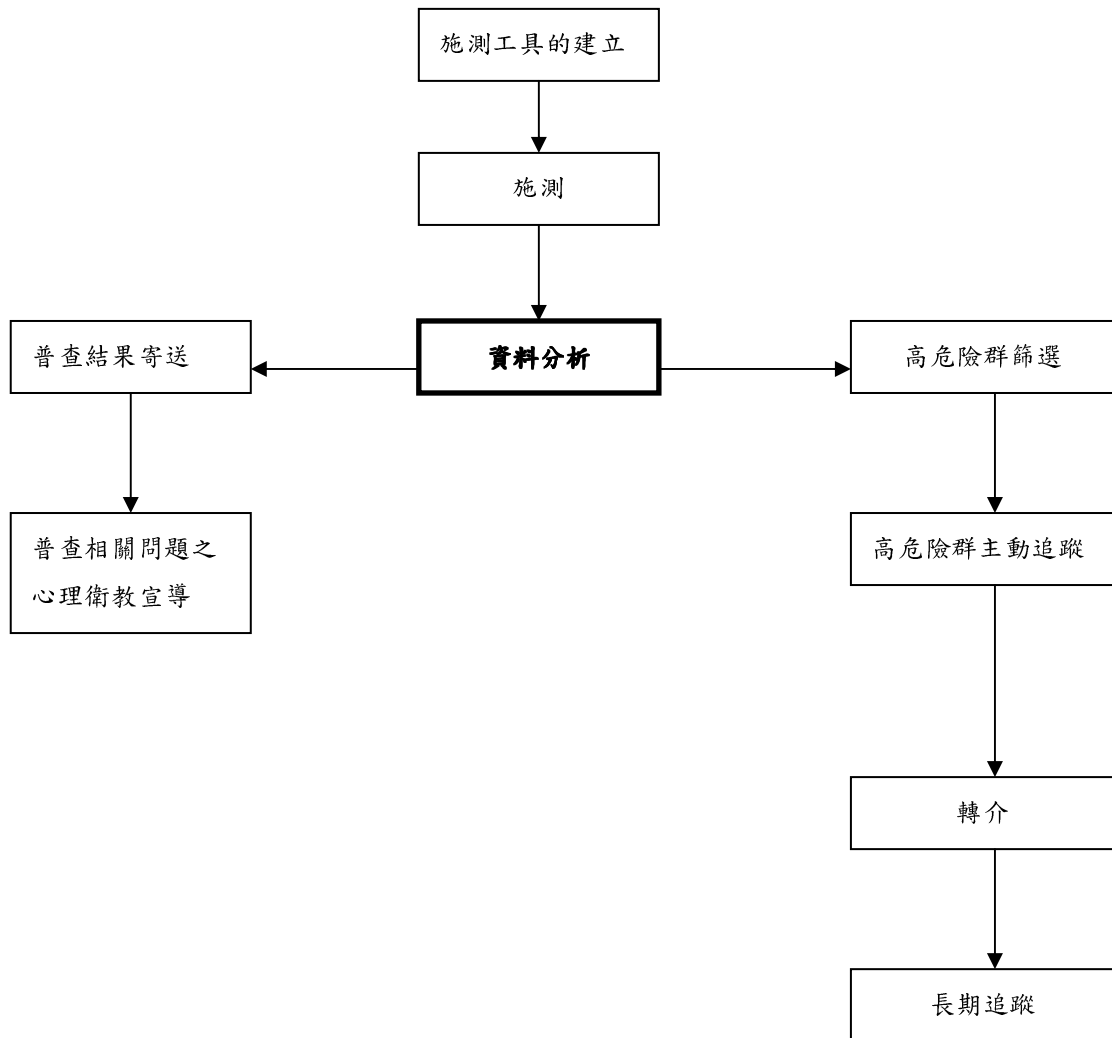 施測工具的建立
施測
普查結果寄送
資料分析
高危險群篩選
普查相關問題之
心理衛教宣導
高危險群主動追蹤
轉介
長期追蹤